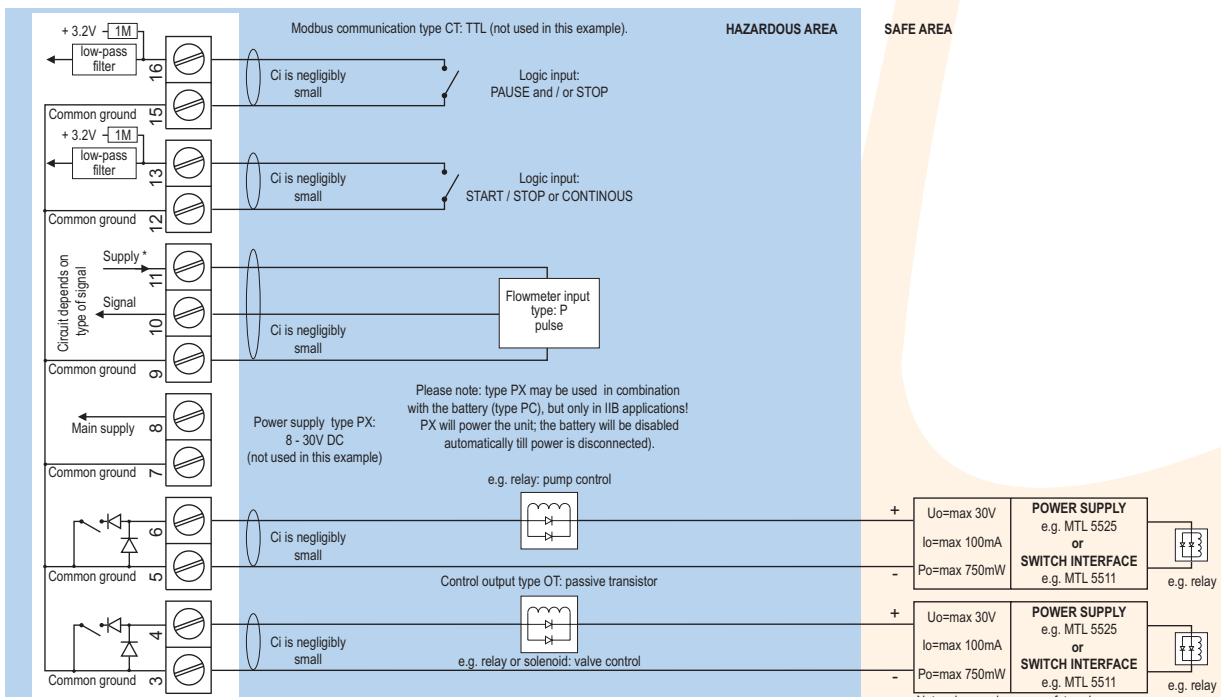 Modbus communication type CT: TTL (not used in this example).
HAZARDOUS AREA
SAFE AREA
+ 3.2V
1M
low-pass
filter
16
15
Common ground
Ci is negligibly
small
Logic input:
PAUSE and / or STOP
+ 3.2V
1M
low-pass
filter
13
12
Common ground
Ci is negligibly
small
Logic input:
START / STOP or CONTINOUS
Circuit depends on
type of signal
Supply *
11
Signal
10
9
Common ground
Ci is negligibly
small
Flowmeter input
type: P
pulse
Main supply
8
7
Common ground
Power supply type PX:
8 - 30V DC
(not used in this example)
Please note: type PX may be used in combination
with the battery (type PC), but only in IIB applications!
PX will power the unit; the battery will be disabled
automatically till power is disconnected).
e.g. relay: pump control
6
5
Common ground
Ci is negligibly
small
+
-
Uo=max 30V
Io=max 100mA
Po=max 750mW
POWER SUPPLY
e.g. MTL 5525
or
SWITCH INTERFACE
e.g. MTL 5511
e.g. relay
Control output type OT: passive transistor
4
3
Common ground
Ci is negligibly
small
e.g. relay or solenoid: valve control
+
-
Uo=max 30V
Io=max 100mA
Po=max 750mW
POWER SUPPLY
e.g. MTL 5525
or
SWITCH INTERFACE
e.g. MTL 5511
e.g. relay